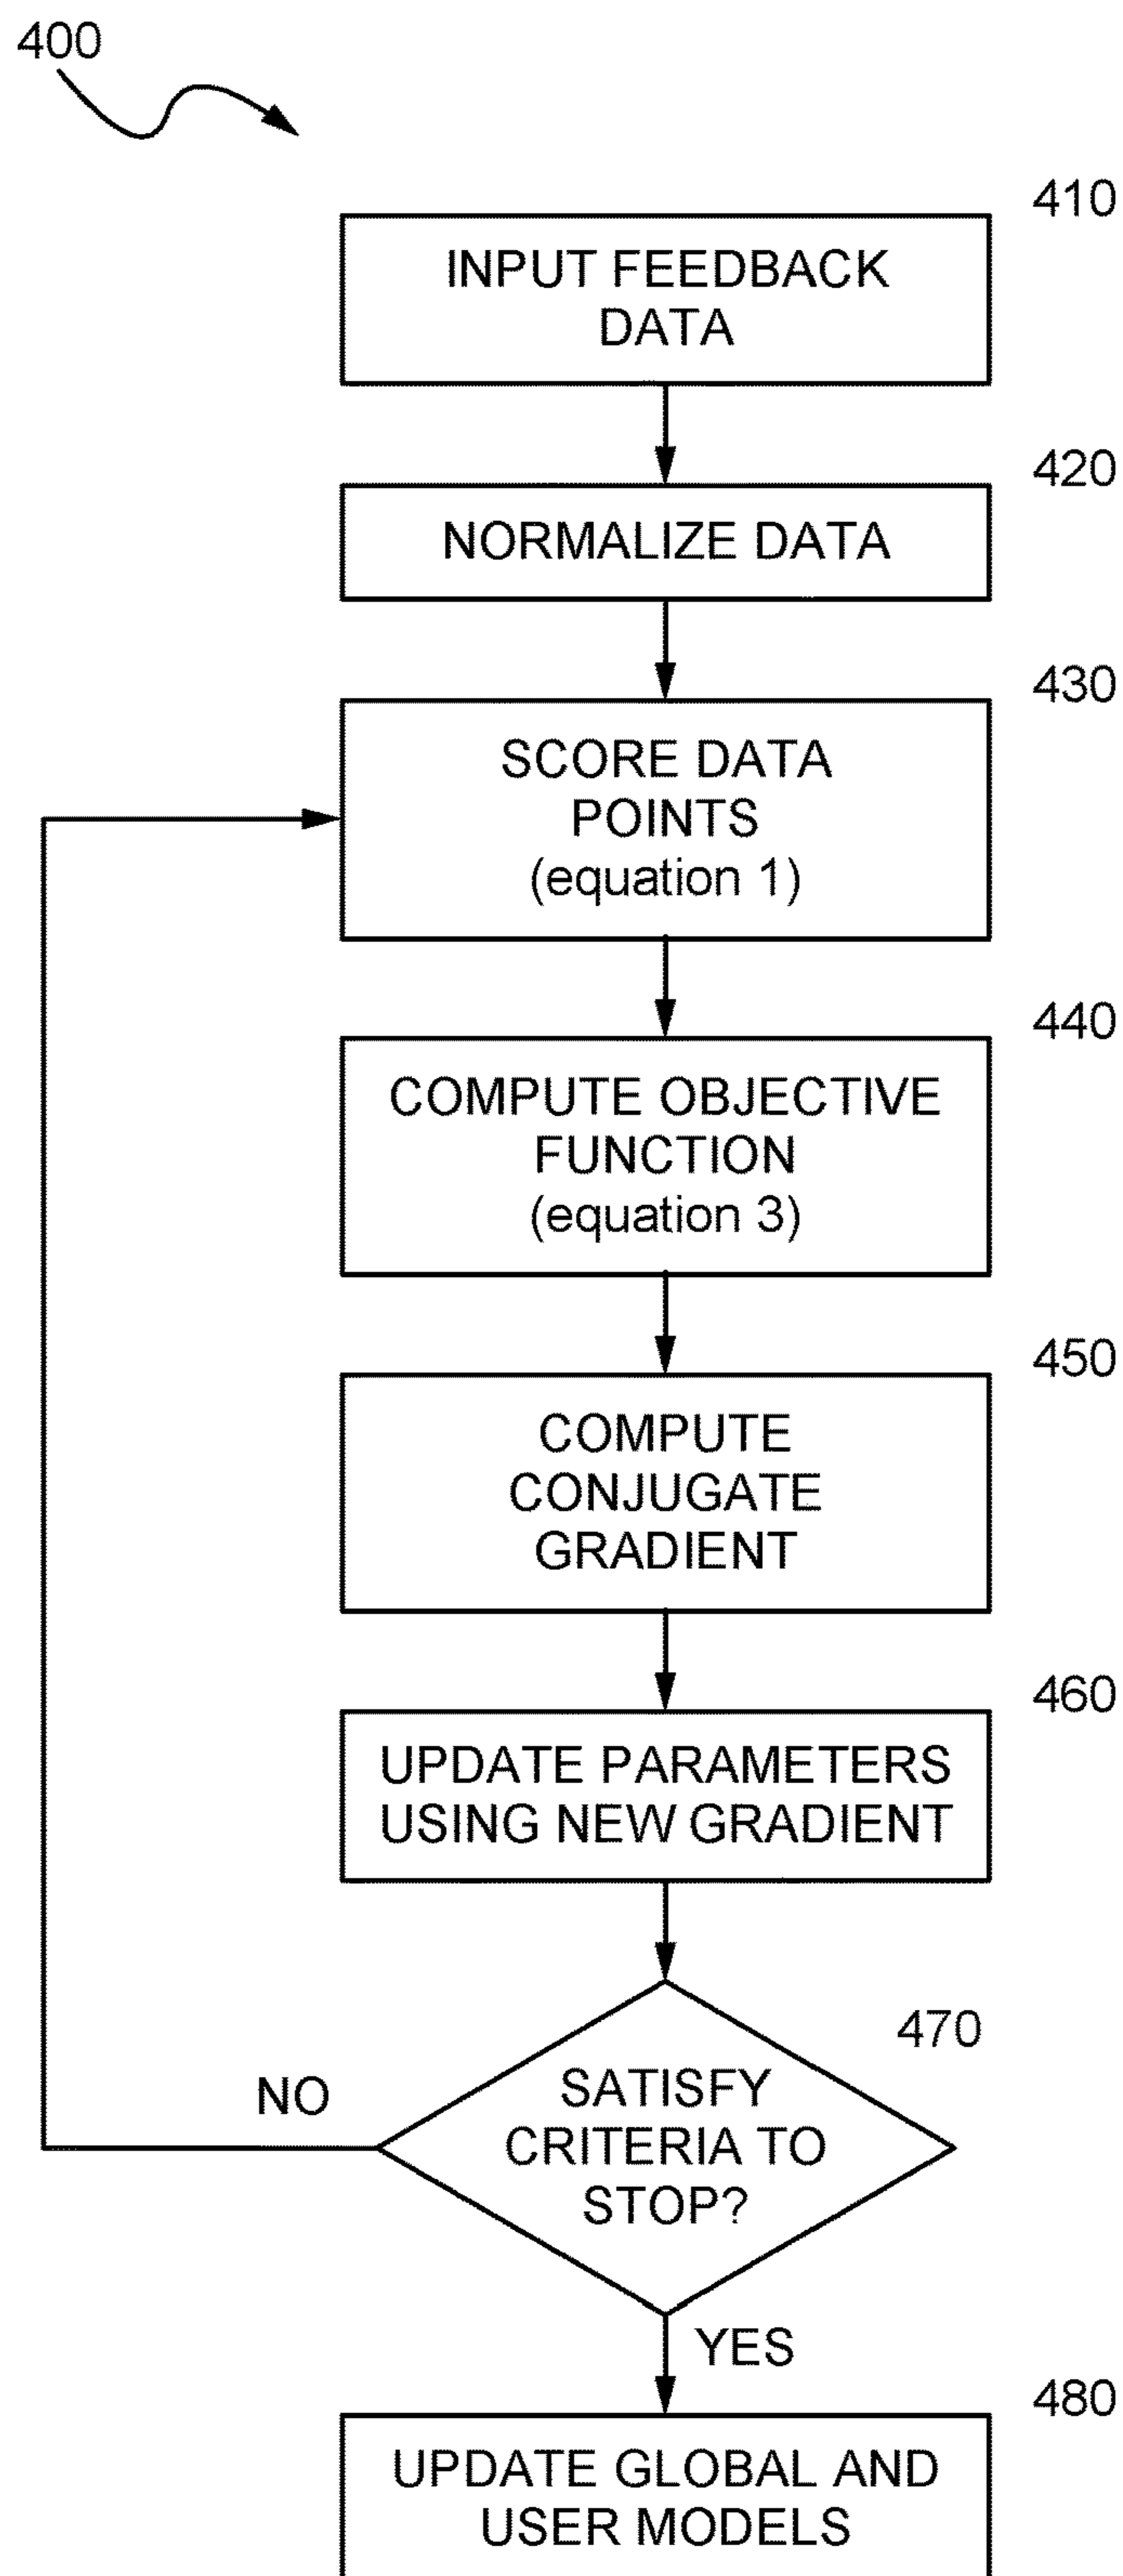 400
410
INPUT FEEDBACK
DATA
420
NORMALIZE DATA
430
SCORE DATA
POINTS
(equation 1)
440
COMPUTE OBJECTIVE
FUNCTION
(equation 3)
450
COMPUTE
CONJUGATE
GRADIENT
460
UPDATE PARAMETERS
USING NEW GRADIENT
470
SATISFY
CRITERIA TO
STOP?
NO
YES
480
UPDATE GLOBAL AND
USER MODELS